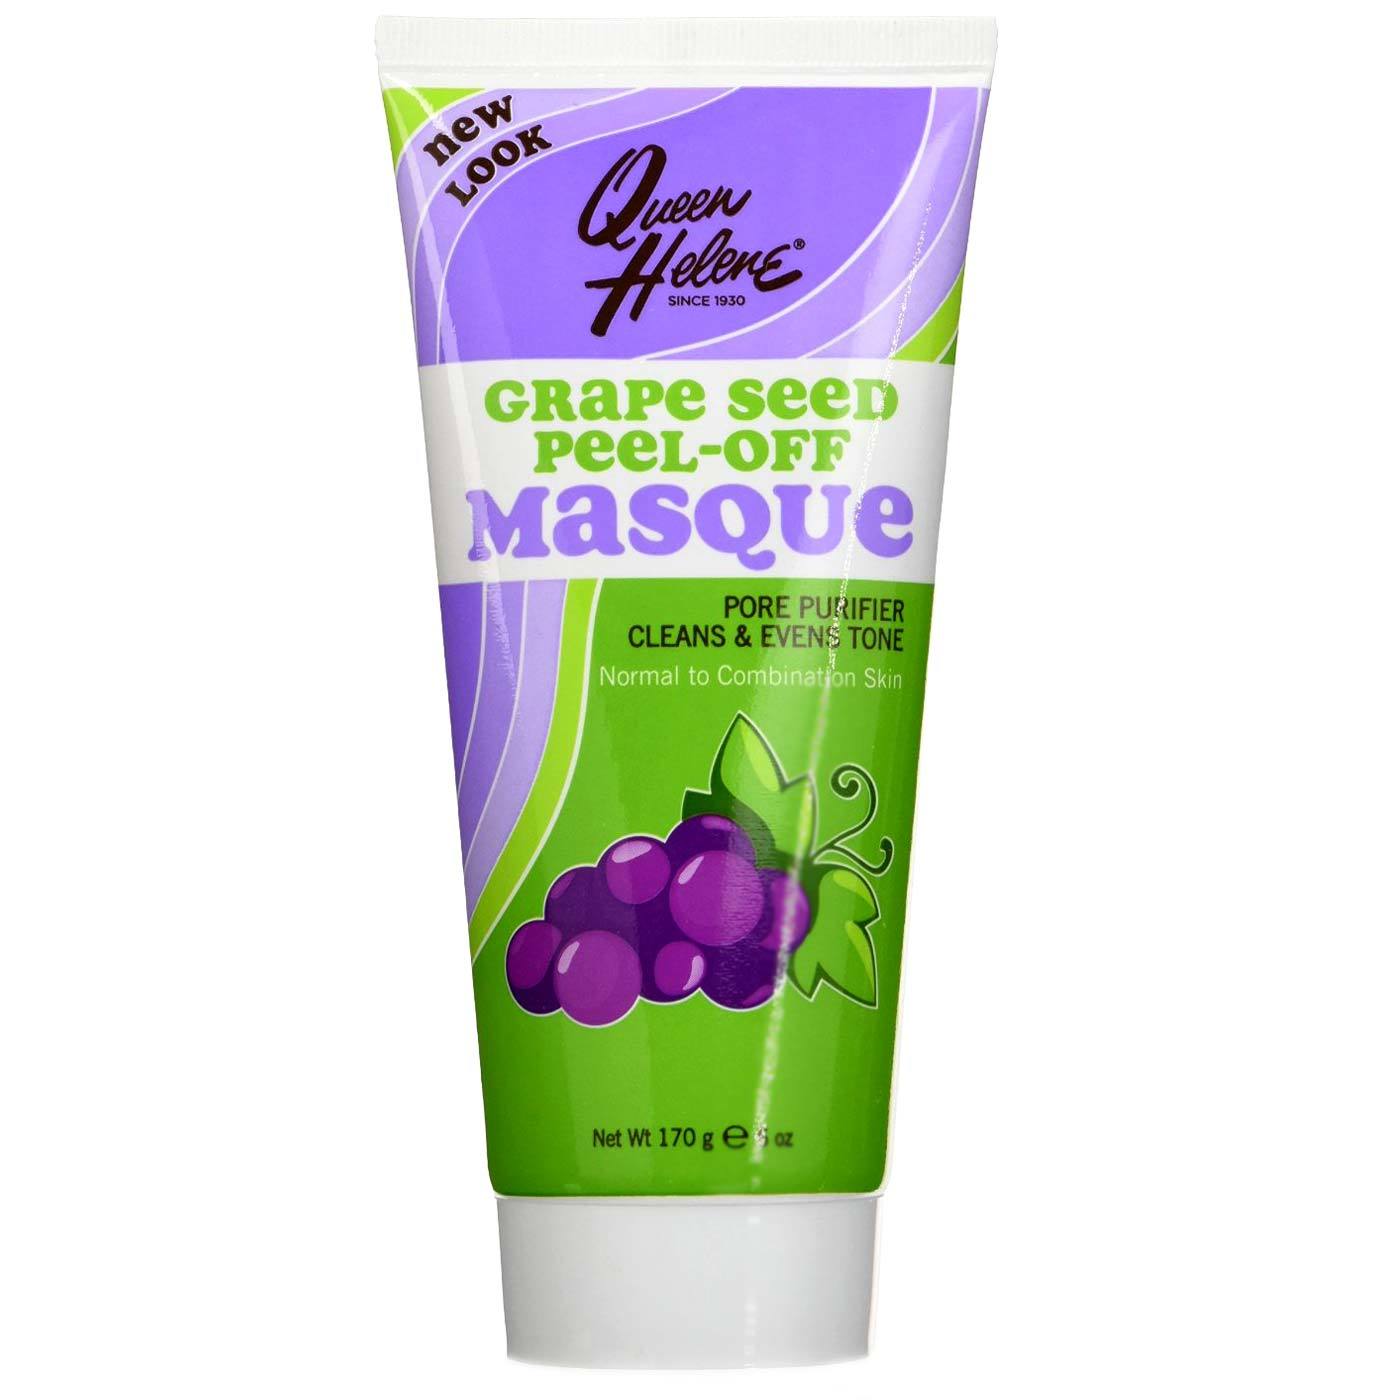 new
LOOK
Queen
Helene®
SINCE 1930
GRaPe SeeD
PeeL-OFF
MasQUe
PORE PURIFIER
CLEANS & EVENS TONE
Normal to Combination Skin
Net Wt 170 g ℮ 6 oz